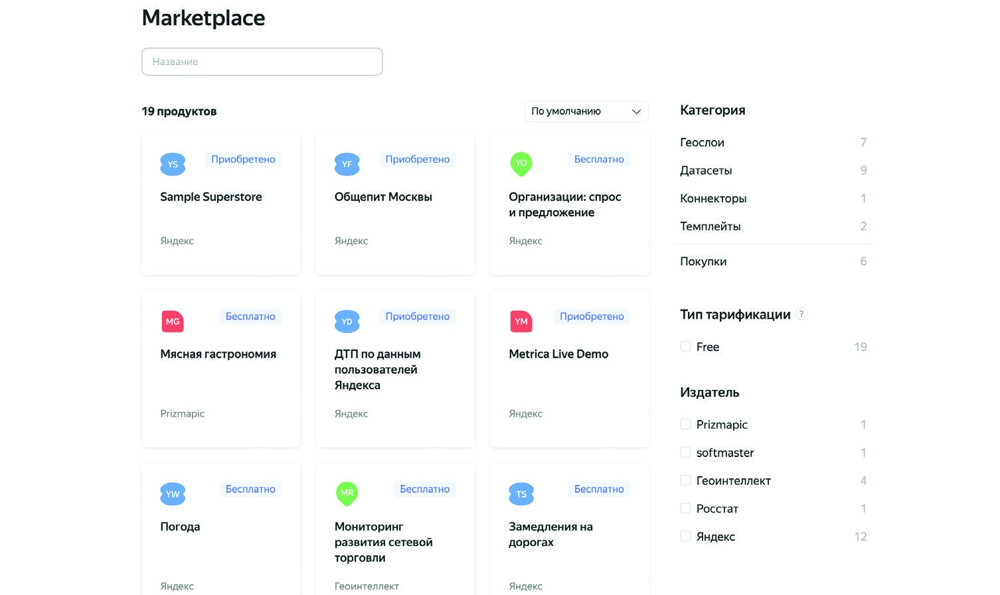 Marketplace
Название
19 продуктов
По умолчанию
YS
Приобретено
Sample Superstore
Яндекс
YF
Приобретено
Общепит Москвы
Яндекс
YO
Бесплатно
Организации: спрос
и предложение
Яндекс
MG
Бесплатно
Мясная гастрономия
Prizmapic
YD
Приобретено
ДТП по данным
пользователей
Яндекса
Яндекс
YM
Приобретено
Metrica Live Demo
Яндекс
YW
Бесплатно
Погода
Яндекс
MR
Бесплатно
Мониторинг
развития сетевой
торговли
Геоинтеллект
TS
Бесплатно
Замедления на
дорогах
Яндекс
Категория
Геослои 7
Датасеты 9
Коннекторы 1
Темплейты 2
Покупки 6
Тип тарификации ?
Free 19
Издатель
Prizmapic 1
softmaster 1
Геоинтеллект 4
Росстат 1
Яндекс 12